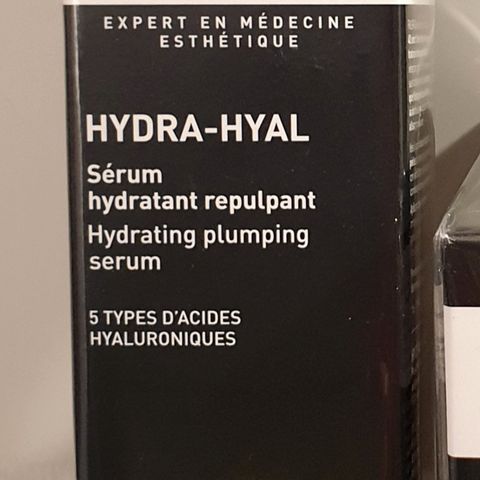 EXPERT EN MÉDECINE
ESTHÉTIQUE
HYDRA-HYAL
Sérum
hydratant repulpant
Hydrating plumping
serum
5 TYPES D'ACIDES
HYALURONIQUES